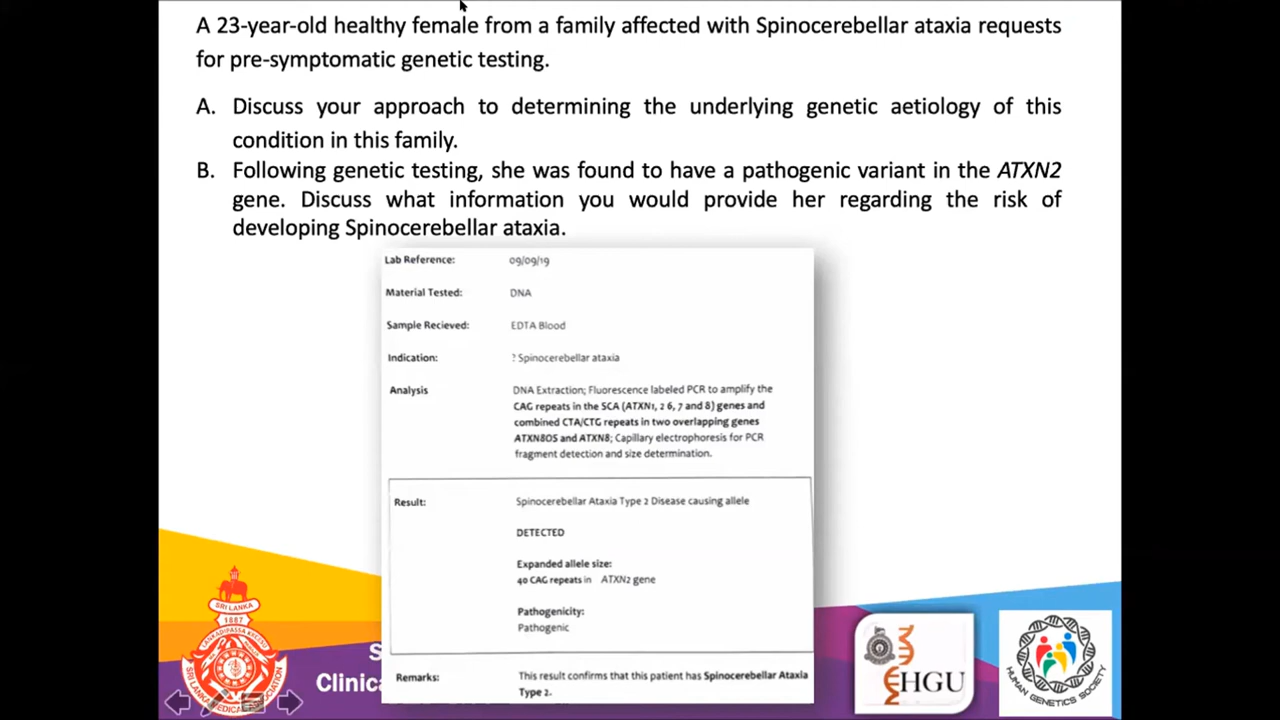 A 23-year-old healthy female from a family affected with Spinocerebellar ataxia requests
for pre-symptomatic genetic testing.
A. Discuss your approach to determining the underlying genetic aetiology of this
condition in this family.
B. Following genetic testing, she was found to have a pathogenic variant in the ATXN2
gene. Discuss what information you would provide her regarding the risk of
developing Spinocerebellar ataxia.
Lab Reference: 09/09/19
Material Tested: DNA
Sample Recieved: EDTA Blood
Indication: ? Spinocerebellar ataxia
Analysis DNA Extraction; Fluorescence labeled PCR to amplify the
CAG repeats in the SCA (ATXN1, 2 6, 7 and 8) genes and
combined CTA/CTG repeats in two overlapping genes
ATXN8OS and ATXN8; Capillary electrophoresis for PCR
fragment detection and size determination.
Result: Spinocerebellar Ataxia Type 2 Disease causing allele
DETECTED
Expanded allele size:
40 CAG repeats in ATXN2 gene
Pathogenicity:
Pathogenic
Remarks: This result confirms that this patient has Spinocerebellar Ataxia
Type 2.
S
Clinica
SRI LANKA
1887
HGU
HUMAN GENETICS SOCIETY